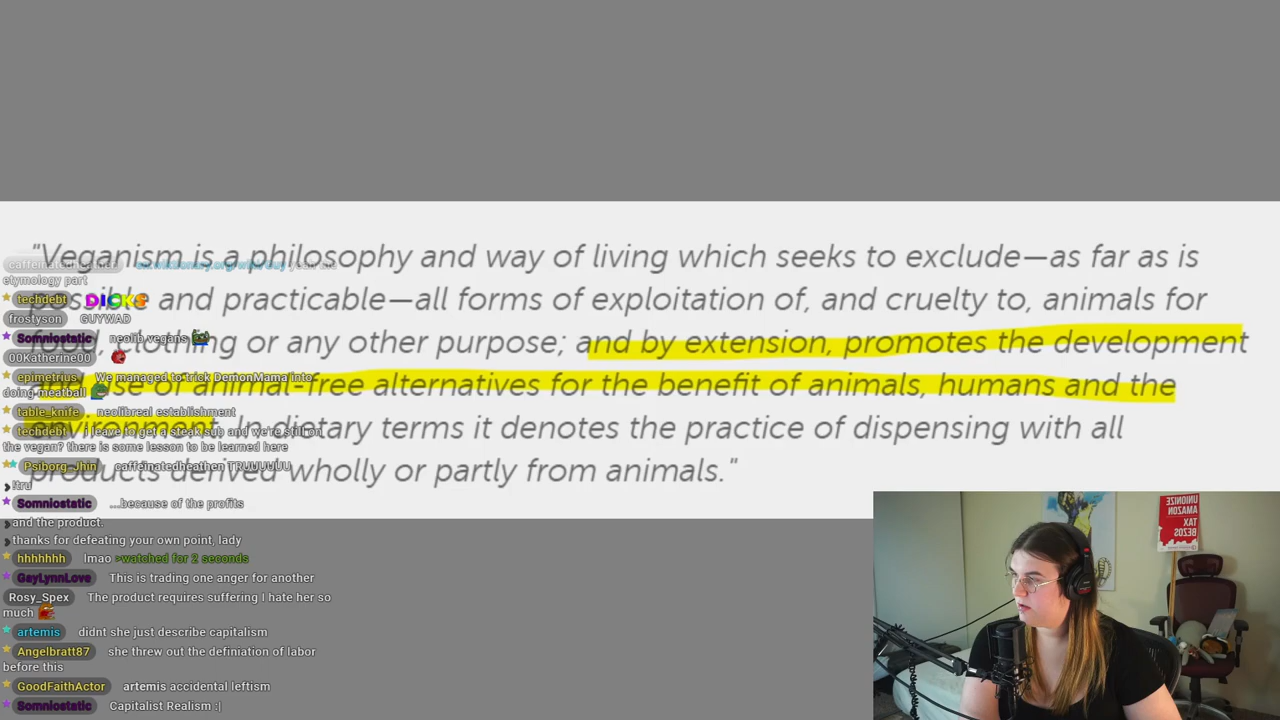 "Veganism is a philosophy and way of living which seeks to exclude—as far as is
and practicable—all forms of exploitation of, and cruelty to, animals for
clothing or any other purpose; and by extension, promotes the development
free alternatives for the benefit of animals, humans and the
dietary terms it denotes the practice of dispensing with all
products derived wholly or partly from animals."
etymology part
techdebt DICKS
frostyson GUYWAD
Somniostatic neolib vegans
00Katherine00
epimetrius We managed to trick DemonMama into
doing meatball
table_knife neolibreal establishment
techdebt i leave to get a steak sub and we're still on
the vegan? there is some lesson to be learned here
Psiborg_Jhin caffeinatedheathen TRUUUUUU
!tru
Somniostatic ...because of the profits
and the product.
thanks for defeating your own point, lady
hhhhhhh lmao >watched for 2 seconds
GayLynnLove This is trading one anger for another
Rosy_Spex The product requires suffering I hate her so
much
artemis didnt she just describe capitalism
Angelbratt87 she threw out the definiation of labor
before this
GoodFaithActor artemis accidental leftism
Somniostatic Capitalist Realism :|
UNIONIZE
AMAZON
TAX
BEZOS